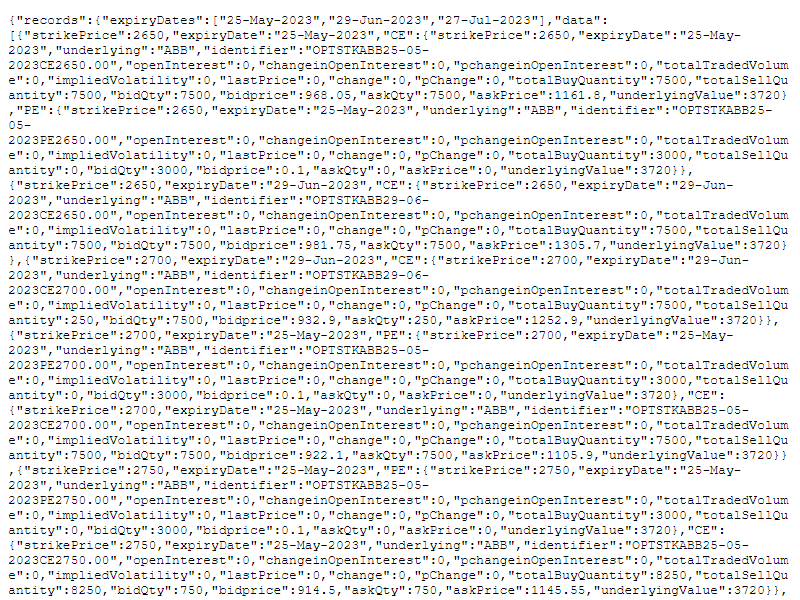 {"records":{"expiryDates":["25-May-2023","29-Jun-2023","27-Jul-2023"],"data":
[{"strikePrice":2650,"expiryDate":"25-May-2023","CE":{"strikePrice":2650,"expiryDate":"25-May-
2023","underlying":"ABB","identifier":"OPTSTKABB25-05-
2023CE2650.00","openInterest":0,"changeinOpenInterest":0,"pchangeinOpenInterest":0,"totalTradedVolum
e":0,"impliedVolatility":0,"lastPrice":0,"change":0,"pChange":0,"totalBuyQuantity":7500,"totalSellQu
antity":7500,"bidQty":7500,"bidprice":968.05,"askQty":7500,"askPrice":1161.8,"underlyingValue":3720}
,"PE":{"strikePrice":2650,"expiryDate":"25-May-2023","underlying":"ABB","identifier":"OPTSTKABB25-
05-
2023PE2650.00","openInterest":0,"changeinOpenInterest":0,"pchangeinOpenInterest":0,"totalTradedVolum
e":0,"impliedVolatility":0,"lastPrice":0,"change":0,"pChange":0,"totalBuyQuantity":3000,"totalSellQu
antity":0,"bidQty":3000,"bidprice":0.1,"askQty":0,"askPrice":0,"underlyingValue":3720}},
{"strikePrice":2650,"expiryDate":"29-Jun-2023","CE":{"strikePrice":2650,"expiryDate":"29-Jun-
2023","underlying":"ABB","identifier":"OPTSTKABB29-06-
2023CE2650.00","openInterest":0,"changeinOpenInterest":0,"pchangeinOpenInterest":0,"totalTradedVolum
e":0,"impliedVolatility":0,"lastPrice":0,"change":0,"pChange":0,"totalBuyQuantity":7500,"totalSellQu
antity":7500,"bidQty":7500,"bidprice":981.75,"askQty":7500,"askPrice":1305.7,"underlyingValue":3720}
},{"strikePrice":2700,"expiryDate":"29-Jun-2023","CE":{"strikePrice":2700,"expiryDate":"29-Jun-
2023","underlying":"ABB","identifier":"OPTSTKABB29-06-
2023CE2700.00","openInterest":0,"changeinOpenInterest":0,"pchangeinOpenInterest":0,"totalTradedVolum
e":0,"impliedVolatility":0,"lastPrice":0,"change":0,"pChange":0,"totalBuyQuantity":7500,"totalSellQu
antity":250,"bidQty":7500,"bidprice":932.9,"askQty":250,"askPrice":1252.9,"underlyingValue":3720}},
{"strikePrice":2700,"expiryDate":"25-May-2023","PE":{"strikePrice":2700,"expiryDate":"25-May-
2023","underlying":"ABB","identifier":"OPTSTKABB25-05-
2023PE2700.00","openInterest":0,"changeinOpenInterest":0,"pchangeinOpenInterest":0,"totalTradedVolum
e":0,"impliedVolatility":0,"lastPrice":0,"change":0,"pChange":0,"totalBuyQuantity":3000,"totalSellQu
antity":0,"bidQty":3000,"bidprice":0.1,"askQty":0,"askPrice":0,"underlyingValue":3720},"CE":
{"strikePrice":2700,"expiryDate":"25-May-2023","underlying":"ABB","identifier":"OPTSTKABB25-05-
2023CE2700.00","openInterest":0,"changeinOpenInterest":0,"pchangeinOpenInterest":0,"totalTradedVolum
e":0,"impliedVolatility":0,"lastPrice":0,"change":0,"pChange":0,"totalBuyQuantity":7500,"totalSellQu
antity":7500,"bidQty":7500,"bidprice":922.1,"askQty":7500,"askPrice":1105.9,"underlyingValue":3720}}
,{"strikePrice":2750,"expiryDate":"25-May-2023","PE":{"strikePrice":2750,"expiryDate":"25-May-
2023","underlying":"ABB","identifier":"OPTSTKABB25-05-
2023PE2750.00","openInterest":0,"changeinOpenInterest":0,"pchangeinOpenInterest":0,"totalTradedVolum
e":0,"impliedVolatility":0,"lastPrice":0,"change":0,"pChange":0,"totalBuyQuantity":3000,"totalSellQu
antity":0,"bidQty":3000,"bidprice":0.1,"askQty":0,"askPrice":0,"underlyingValue":3720},"CE":
{"strikePrice":2750,"expiryDate":"25-May-2023","underlying":"ABB","identifier":"OPTSTKABB25-05-
2023CE2750.00","openInterest":0,"changeinOpenInterest":0,"pchangeinOpenInterest":0,"totalTradedVolum
e":0,"impliedVolatility":0,"lastPrice":0,"change":0,"pChange":0,"totalBuyQuantity":8250,"totalSellQu
antity":8250,"bidQty":750,"bidprice":914.5,"askQty":750,"askPrice":1145.55,"underlyingValue":3720}},